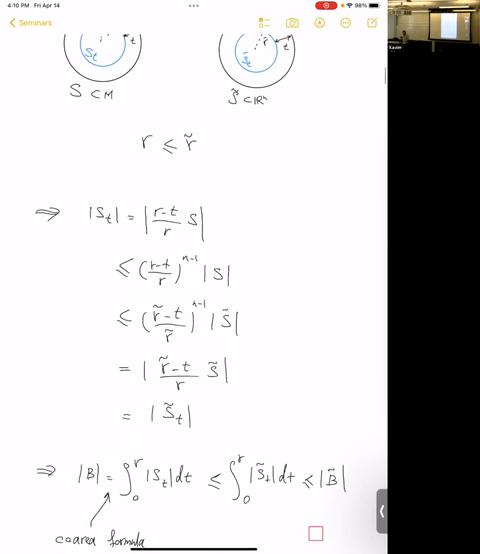 4:10 PM Fri Apr 14
98%
Seminars
Xavier
S_t
t
S̃_t
r̃
t
S ⊂ M
S̃ ⊂ ℝⁿ
r ≤ r̃
⇒ |S_t| = | (r-t)/r S |
≤ ((r-t)/r)^{n-1} |S|
≤ ((r̃-t)/r̃)^{n-1} |S̃|
= | (r̃-t)/r S̃ |
= |S̃_t|
⇒ |B| = ∫₀^r |S_t| dt ≤ ∫₀^r |S̃_t| dt ≤ |B̃|
coarea formula